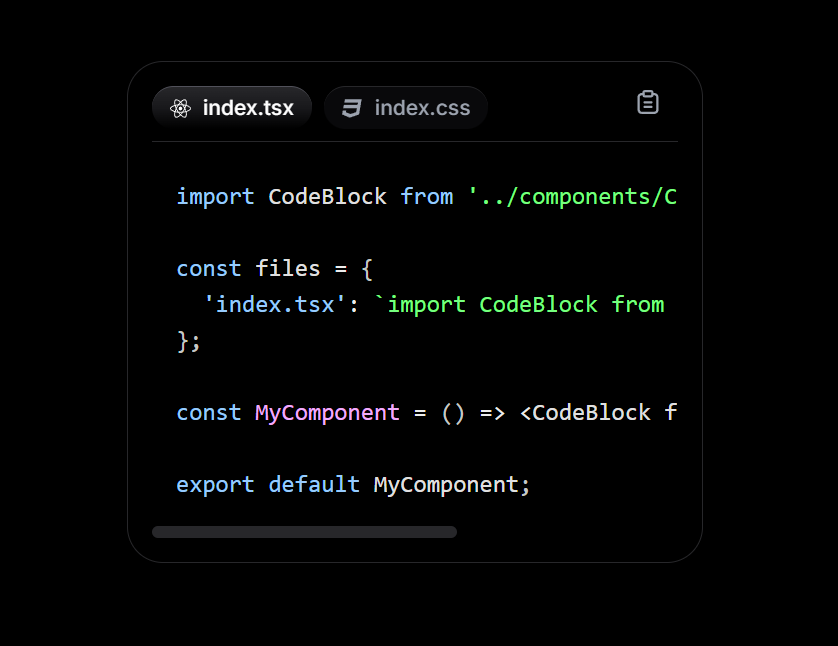 index.tsx
index.css
import CodeBlock from '../components/C
const files = {
  'index.tsx': `import CodeBlock from
};
const MyComponent = () => <CodeBlock f
export default MyComponent;